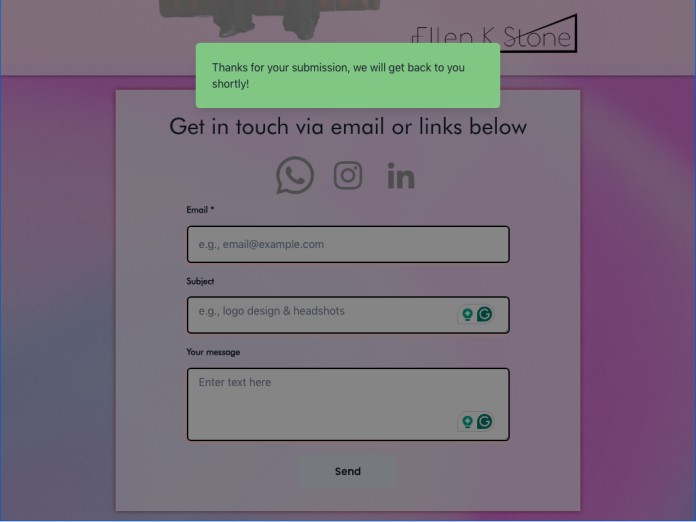 Ellen K Stone
Thanks for your submission, we will get back to you
shortly!
Get in touch via email or links below
in
Email *
e.g., email@example.com
Subject
e.g., logo design & headshots
Your message
Enter text here
Send